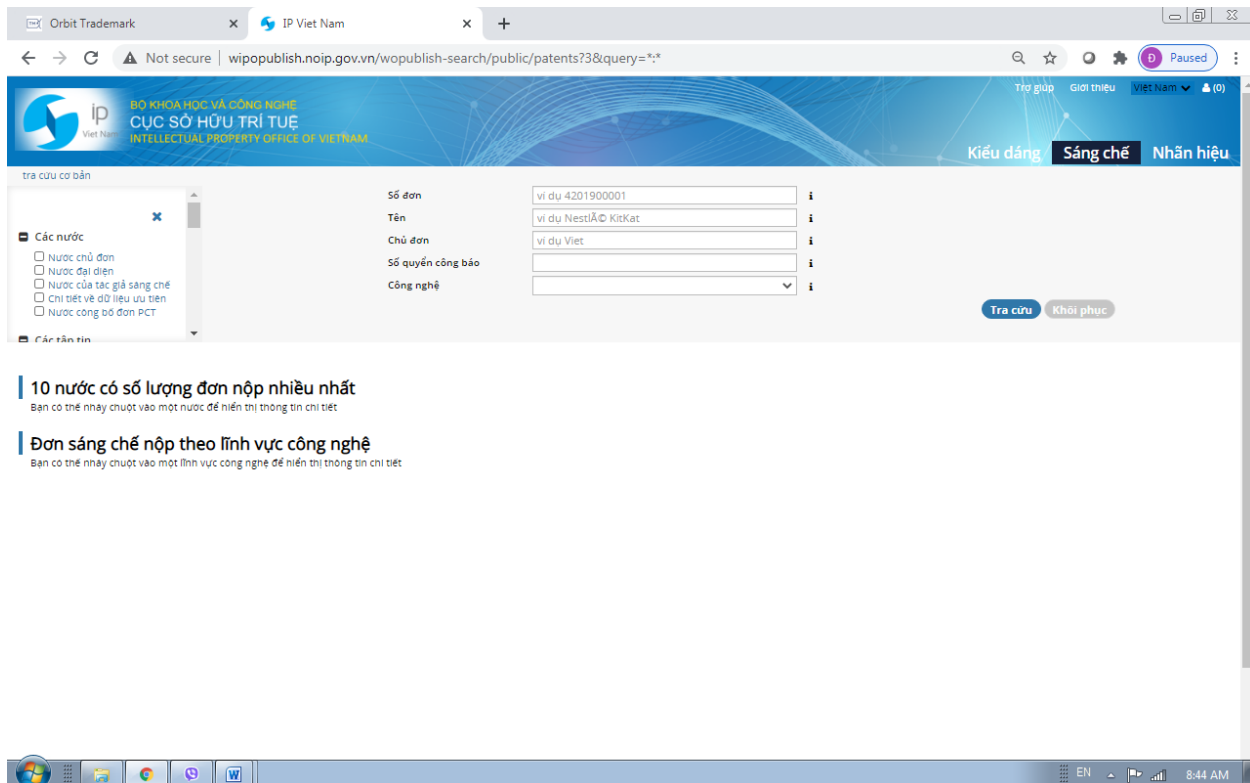 Orbit Trademark
IP Viet Nam
Not secure wipopublish.noip.gov.vn/wopublish-search/public/patents?3&query=*:*
Đ Paused
Trợ giúp Giới thiệu Việt Nam (0)
ip
Viet Nam
BỘ KHOA HỌC VÀ CÔNG NGHỆ
CỤC SỞ HỮU TRÍ TUỆ
INTELLECTUAL PROPERTY OFFICE OF VIETNAM
Kiểu dáng Sáng chế Nhãn hiệu
tra cứu cơ bản
Các nước
Nước chủ đơn
Nước đại diện
Nước của tác giả sáng chế
Chi tiết về dữ liệu ưu tiên
Nước công bố đơn PCT
Các tập tin
Số đơn ví dụ 4201900001 i
Tên ví dụ NestlÃ© KitKat i
Chủ đơn ví dụ Viet i
Số quyển công báo i
Công nghệ i
Tra cứu Khôi phục
10 nước có số lượng đơn nộp nhiều nhất
Bạn có thể nháy chuột vào một nước để hiển thị thông tin chi tiết
Đơn sáng chế nộp theo lĩnh vực công nghệ
Bạn có thể nháy chuột vào một lĩnh vực công nghệ để hiển thị thông tin chi tiết
W
EN 8:44 AM